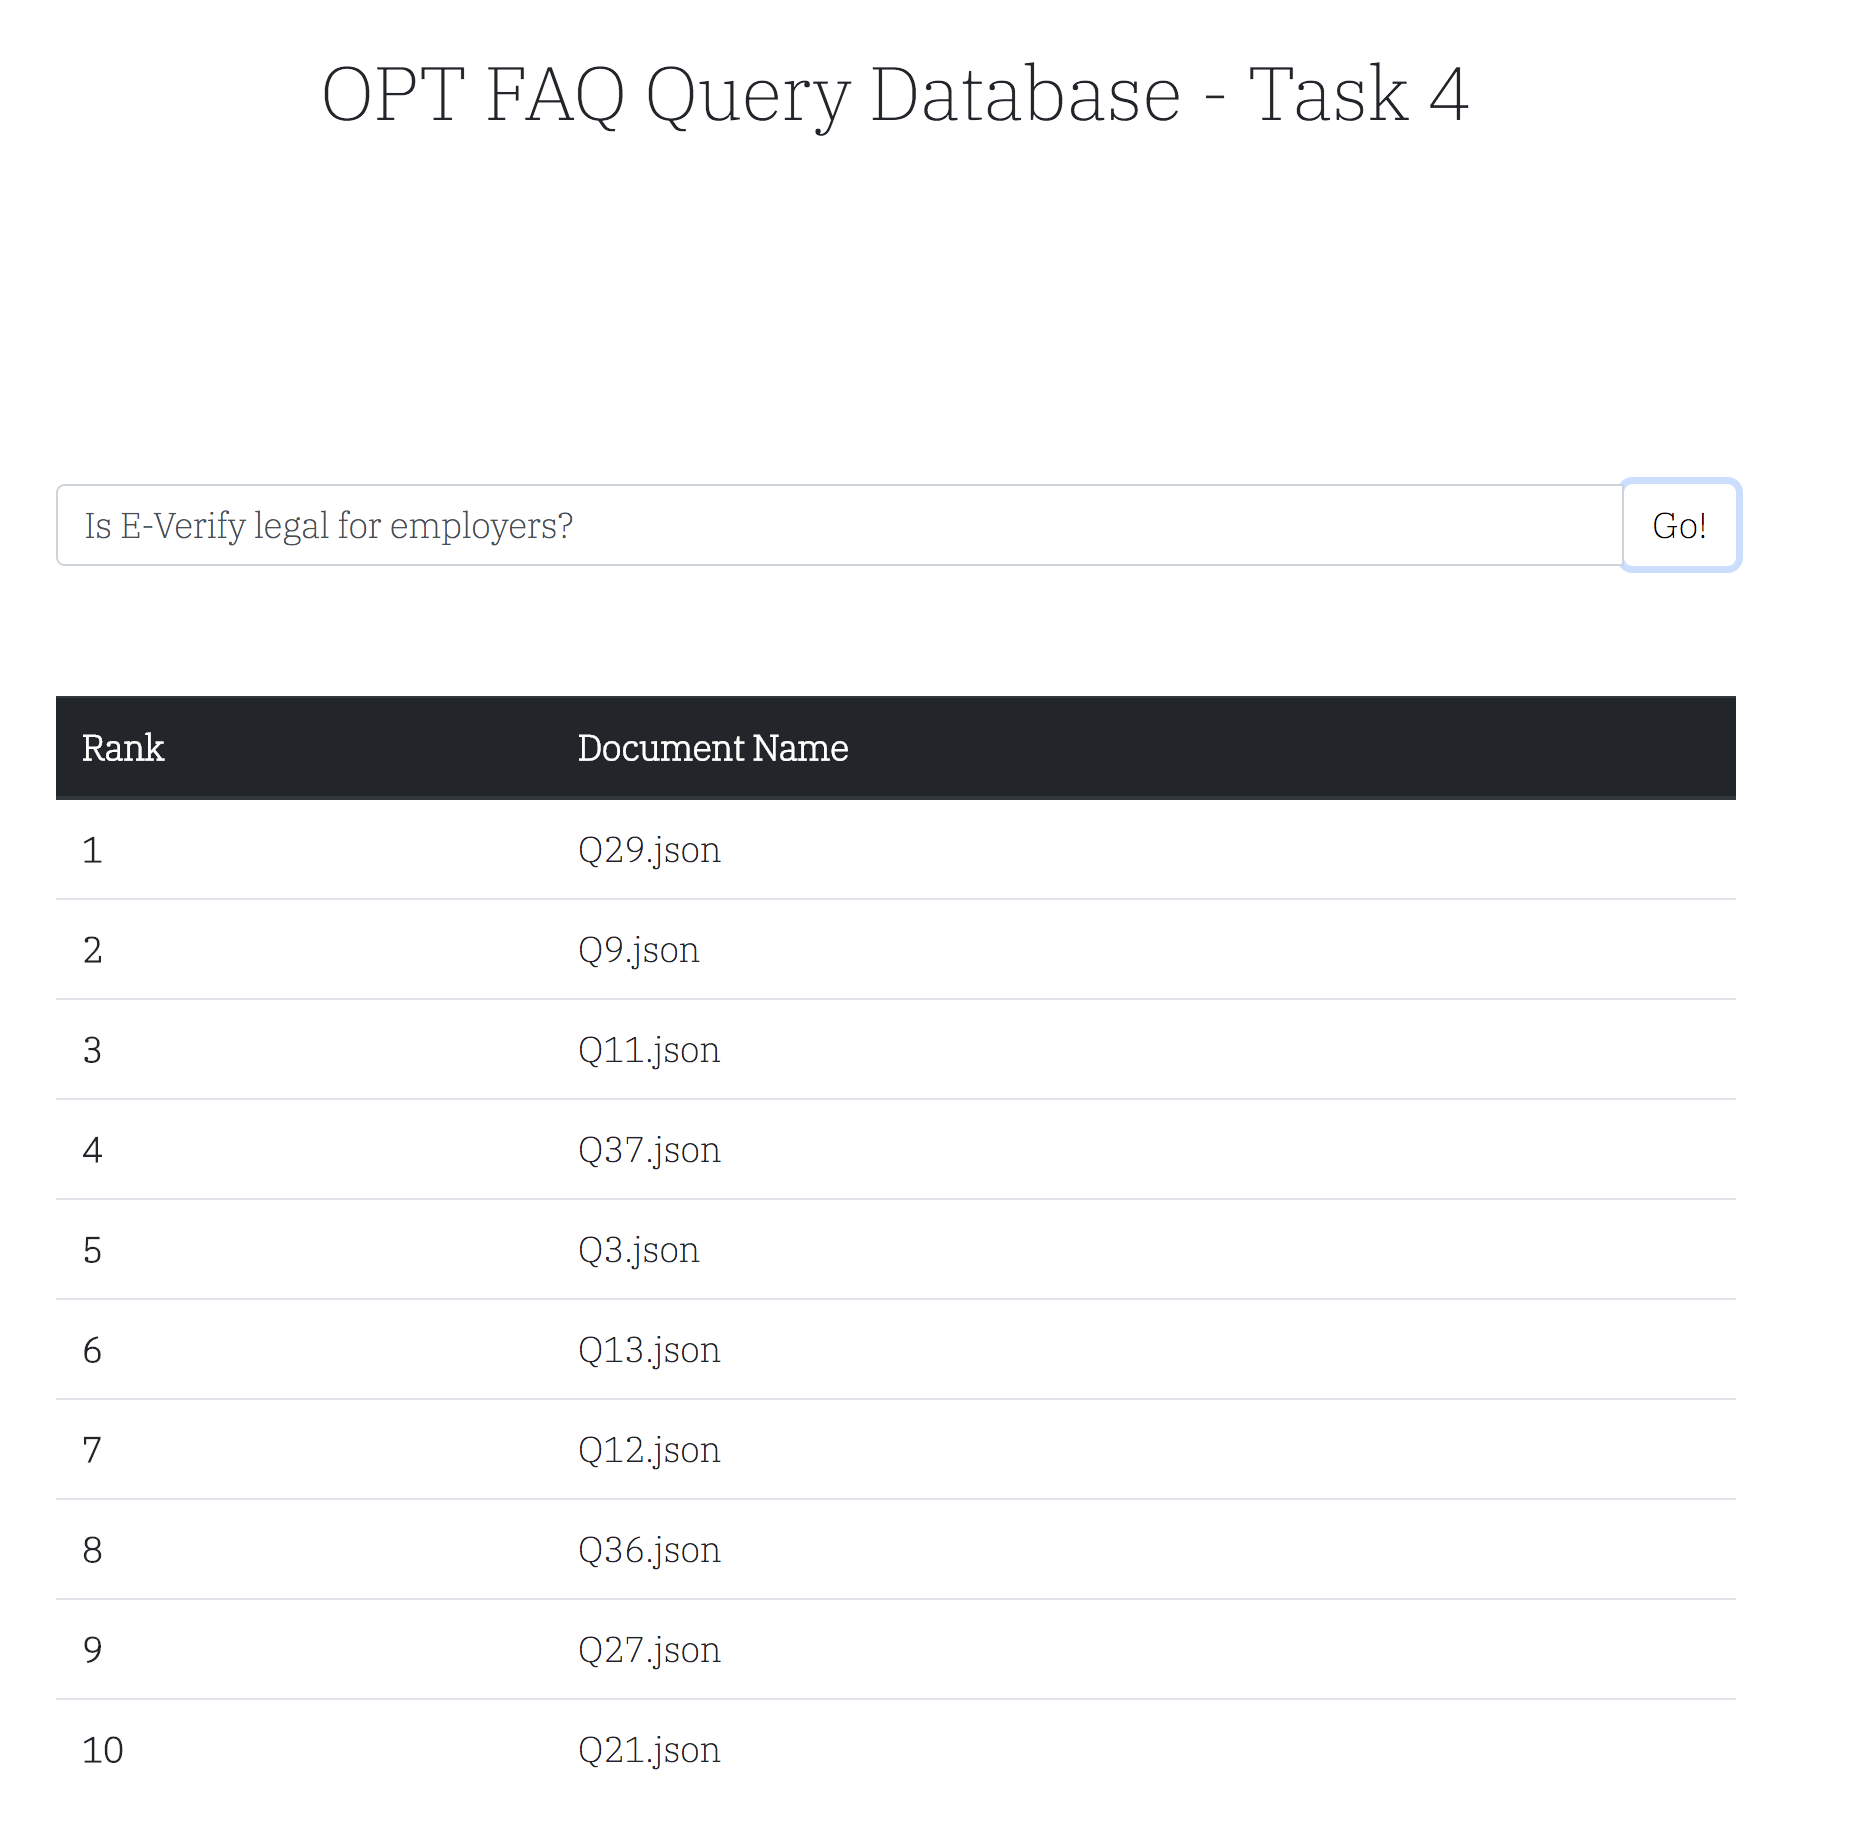 OPT FAQ Query Database - Task 4
Is E-Verify legal for employers? Go!
Rank Document Name
1 Q29.json
2 Q9.json
3 Q11.json
4 Q37.json
5 Q3.json
6 Q13.json
7 Q12.json
8 Q36.json
9 Q27.json
10 Q21.json